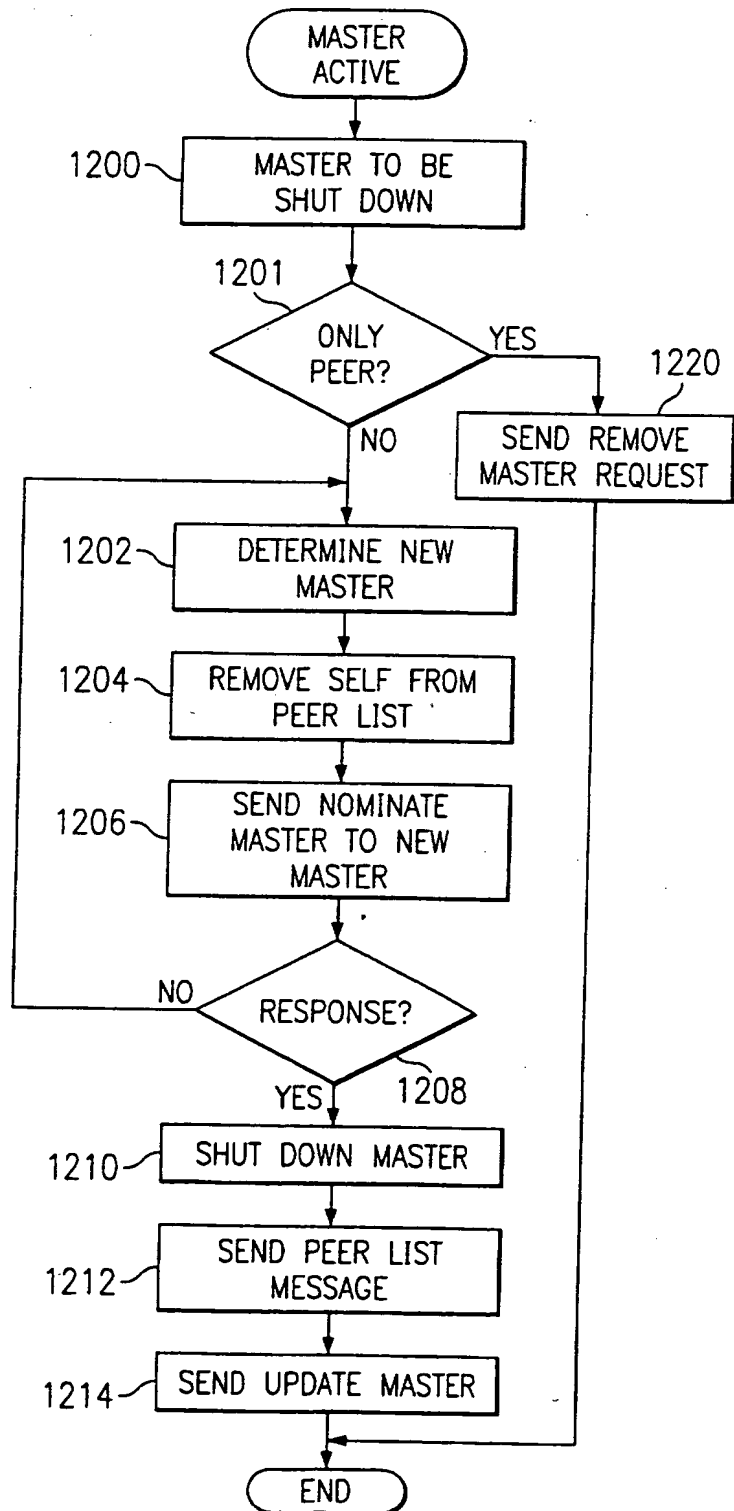 MASTER
ACTIVE
1200
MASTER TO BE
SHUT DOWN
1201
ONLY
PEER?
YES
NO
1220
SEND REMOVE
MASTER REQUEST
1202
DETERMINE NEW
MASTER
1204
REMOVE SELF FROM
PEER LIST
1206
SEND NOMINATE
MASTER TO NEW
MASTER
NO
RESPONSE?
1208
YES
1210
SHUT DOWN MASTER
1212
SEND PEER LIST
MESSAGE
1214
SEND UPDATE MASTER
END